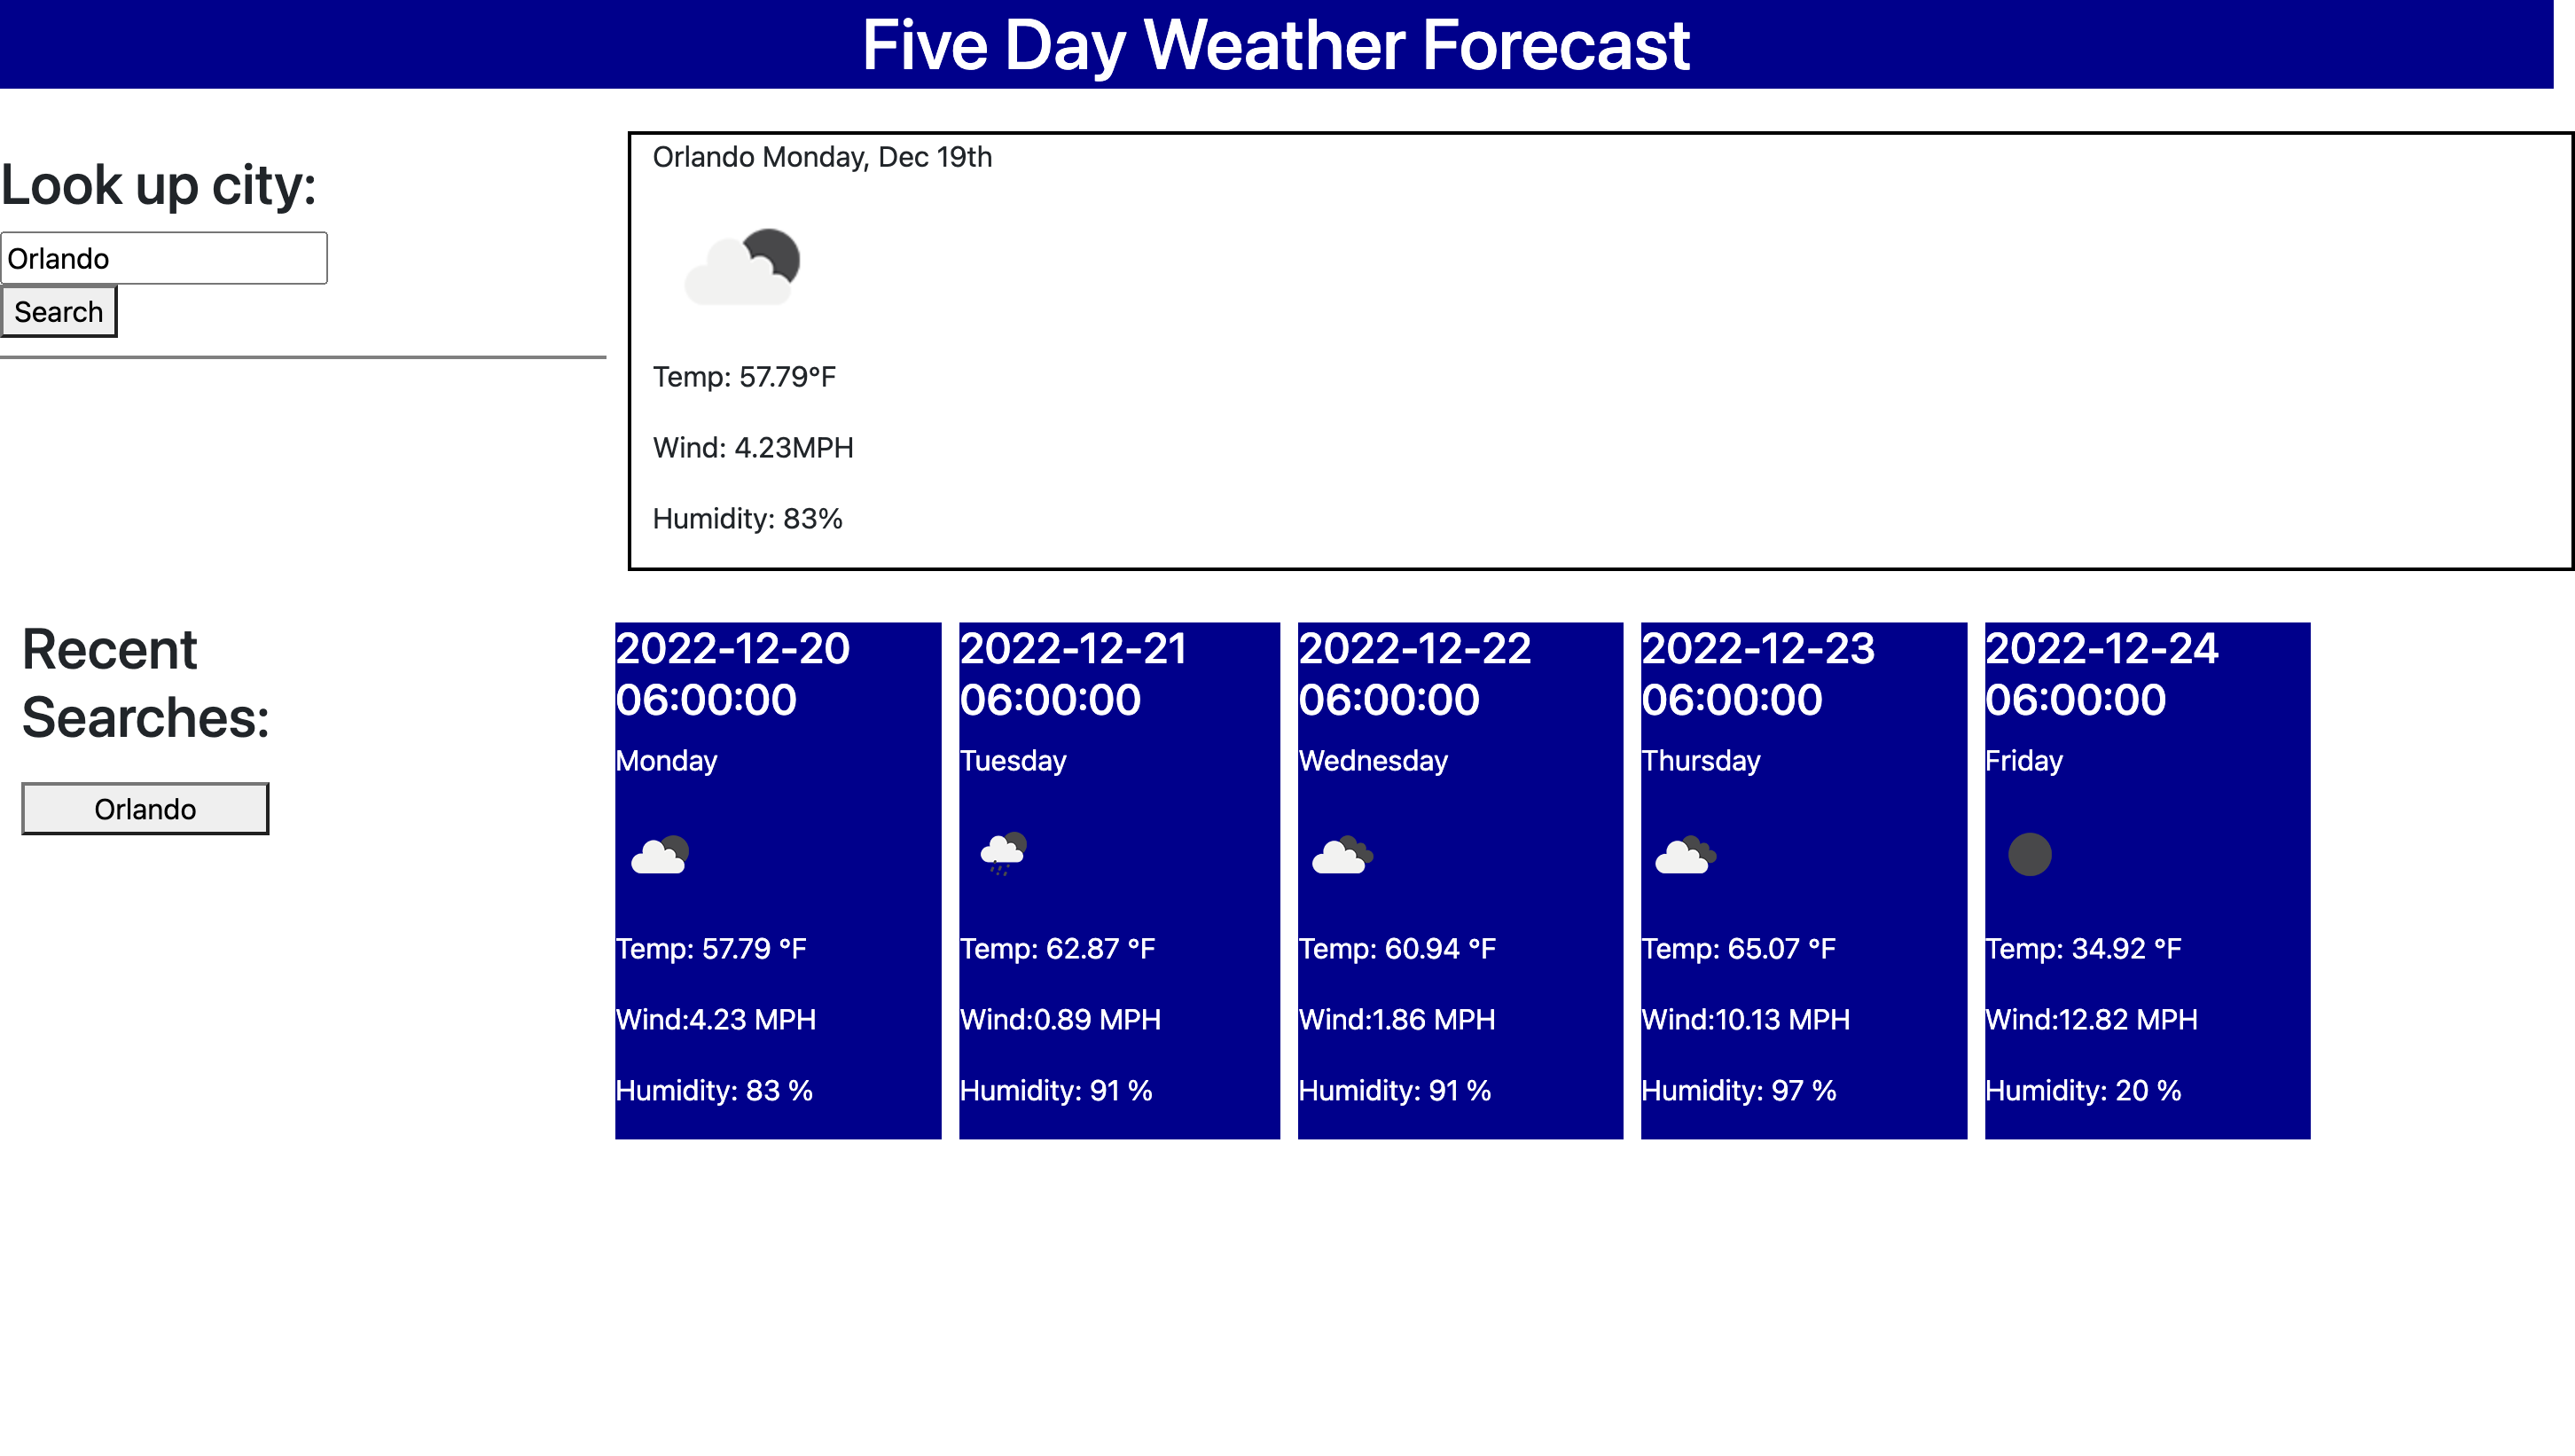 Five Day Weather Forecast
Look up city:
Orlando
Search
Orlando Monday, Dec 19th
Temp: 57.79°F
Wind: 4.23MPH
Humidity: 83%
Recent
Searches:
Orlando
2022-12-20
06:00:00
Monday
Temp: 57.79 °F
Wind:4.23 MPH
Humidity: 83 %
2022-12-21
06:00:00
Tuesday
Temp: 62.87 °F
Wind:0.89 MPH
Humidity: 91 %
2022-12-22
06:00:00
Wednesday
Temp: 60.94 °F
Wind:1.86 MPH
Humidity: 91 %
2022-12-23
06:00:00
Thursday
Temp: 65.07 °F
Wind:10.13 MPH
Humidity: 97 %
2022-12-24
06:00:00
Friday
Temp: 34.92 °F
Wind:12.82 MPH
Humidity: 20 %